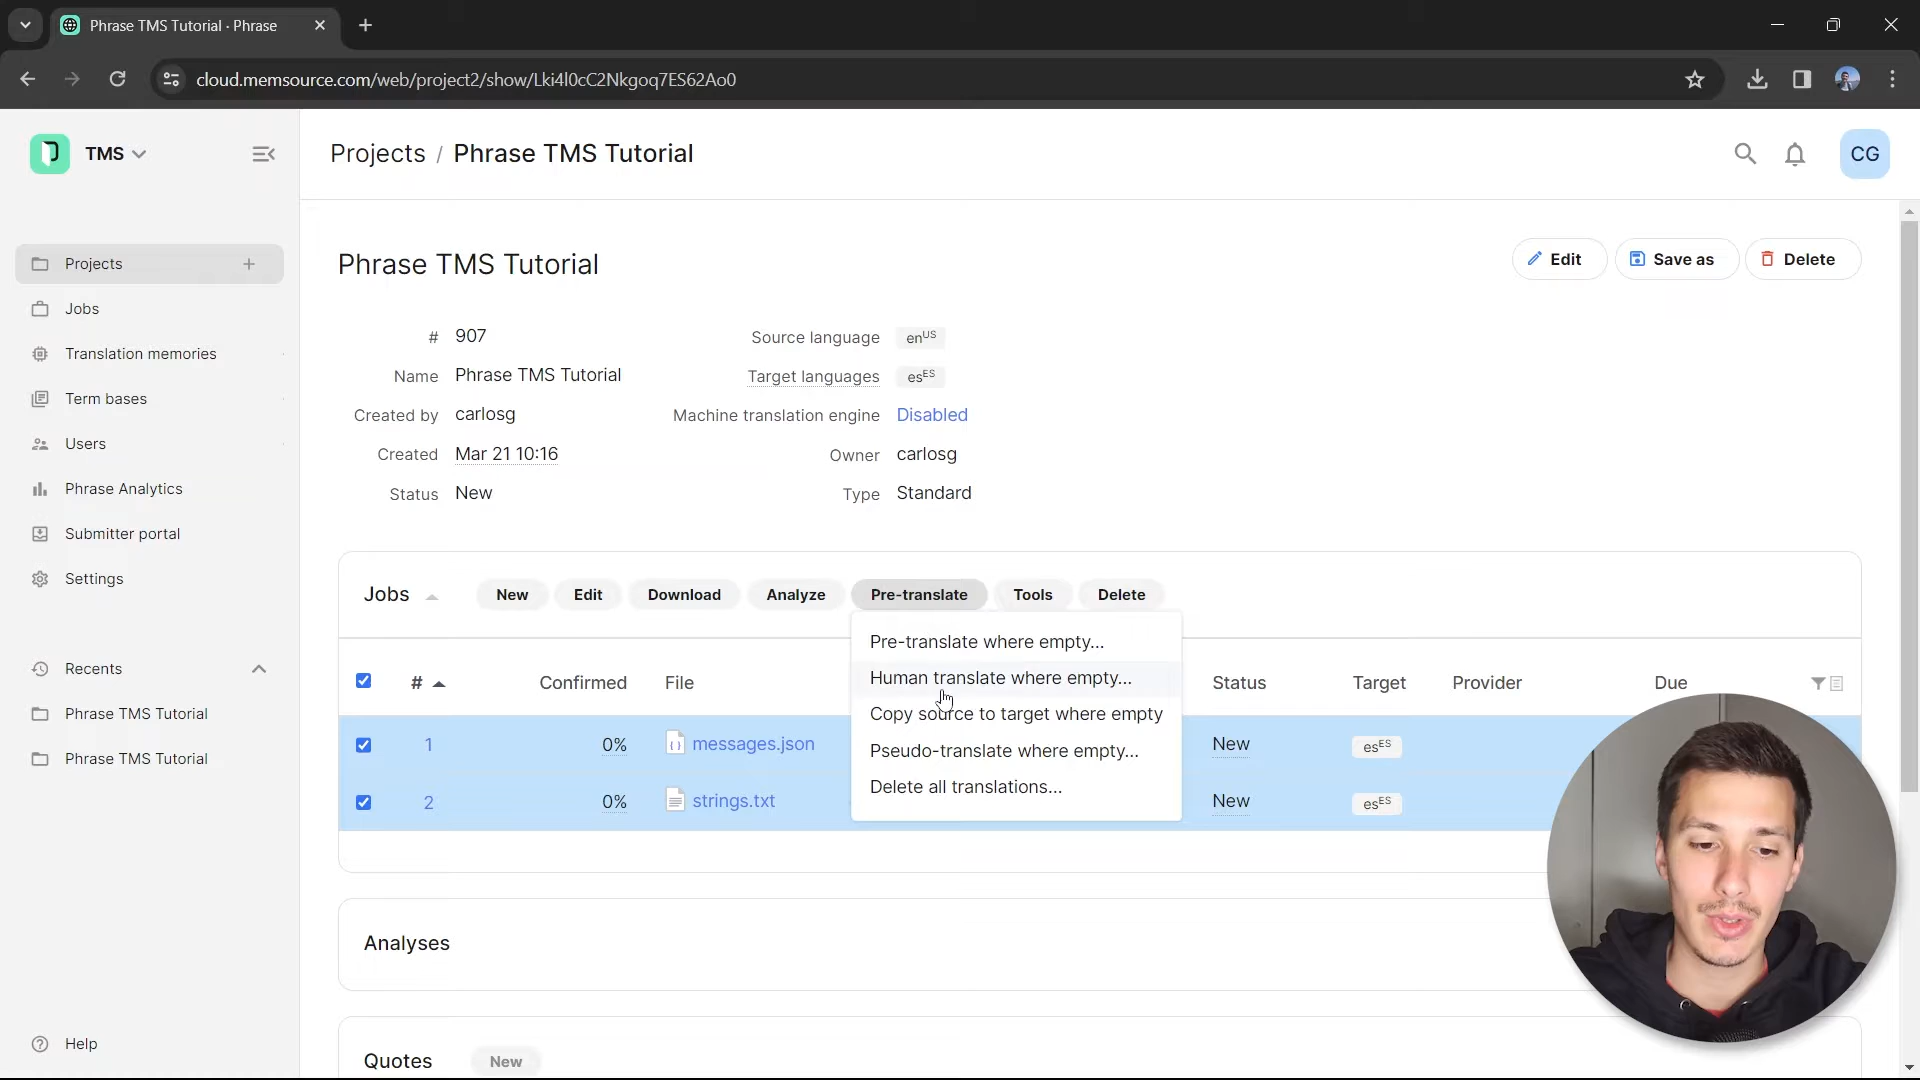 Phrase TMS Tutorial · Phrase
cloud.memsource.com/web/project2/show/Lki4l0cC2Nkgoq7ES62Ao0
TMS
Projects / Phrase TMS Tutorial
CG
Projects
Jobs
Translation memories
Term bases
Users
Phrase Analytics
Submitter portal
Settings
Recents
Phrase TMS Tutorial
Phrase TMS Tutorial
Help
Phrase TMS Tutorial
Edit
Save as
Delete
# 907
Name Phrase TMS Tutorial
Created by carlosg
Created Mar 21 10:16
Status New
Source language enUS
Target languages esES
Machine translation engine Disabled
Owner carlosg
Type Standard
Jobs New Edit Download Analyze Pre-translate Tools Delete
Pre-translate where empty...
Human translate where empty...
Copy source to target where empty
Pseudo-translate where empty...
Delete all translations...
# Confirmed File Status Target Provider Due
1 0% messages.json New esES
2 0% strings.txt New esES
Analyses
Quotes New